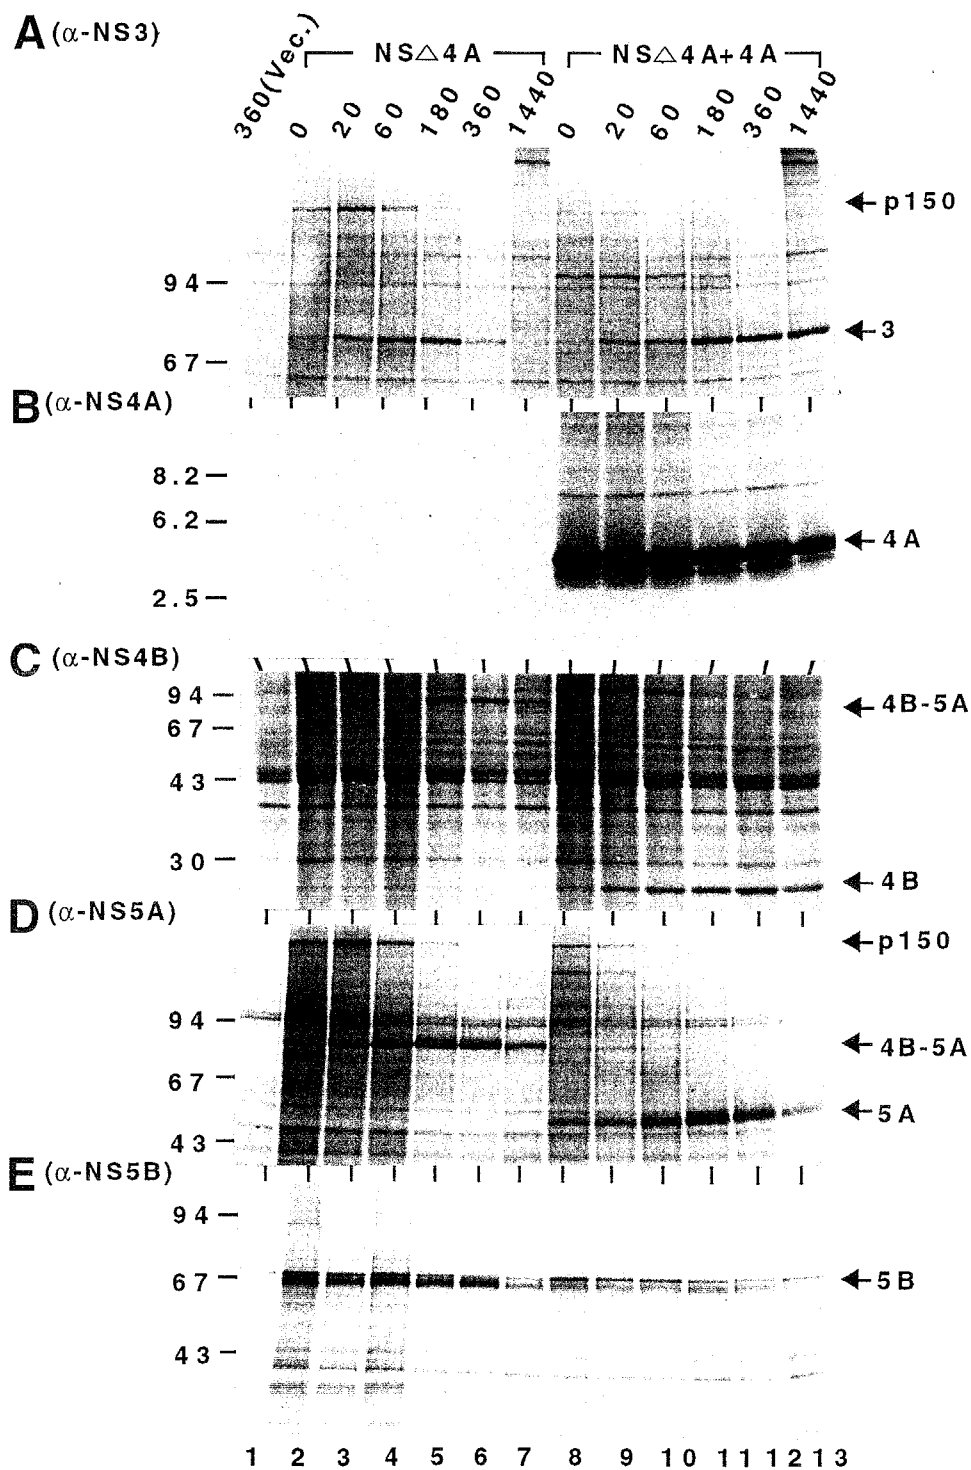 A (α-NS3)
360(Vec.)
NS△4A
NS△4A+4A
0 20 60 180 360 1440 0 20 60 180 360 1440
p150
94
3
67
B (α-NS4A)
8.2
6.2
4A
2.5
C (α-NS4B)
94
4B-5A
67
43
30
4B
D (α-NS5A)
p150
94
4B-5A
67
5A
43
E (α-NS5B)
94
67
5B
43
1 2 3 4 5 6 7 8 9 10 11 12 13